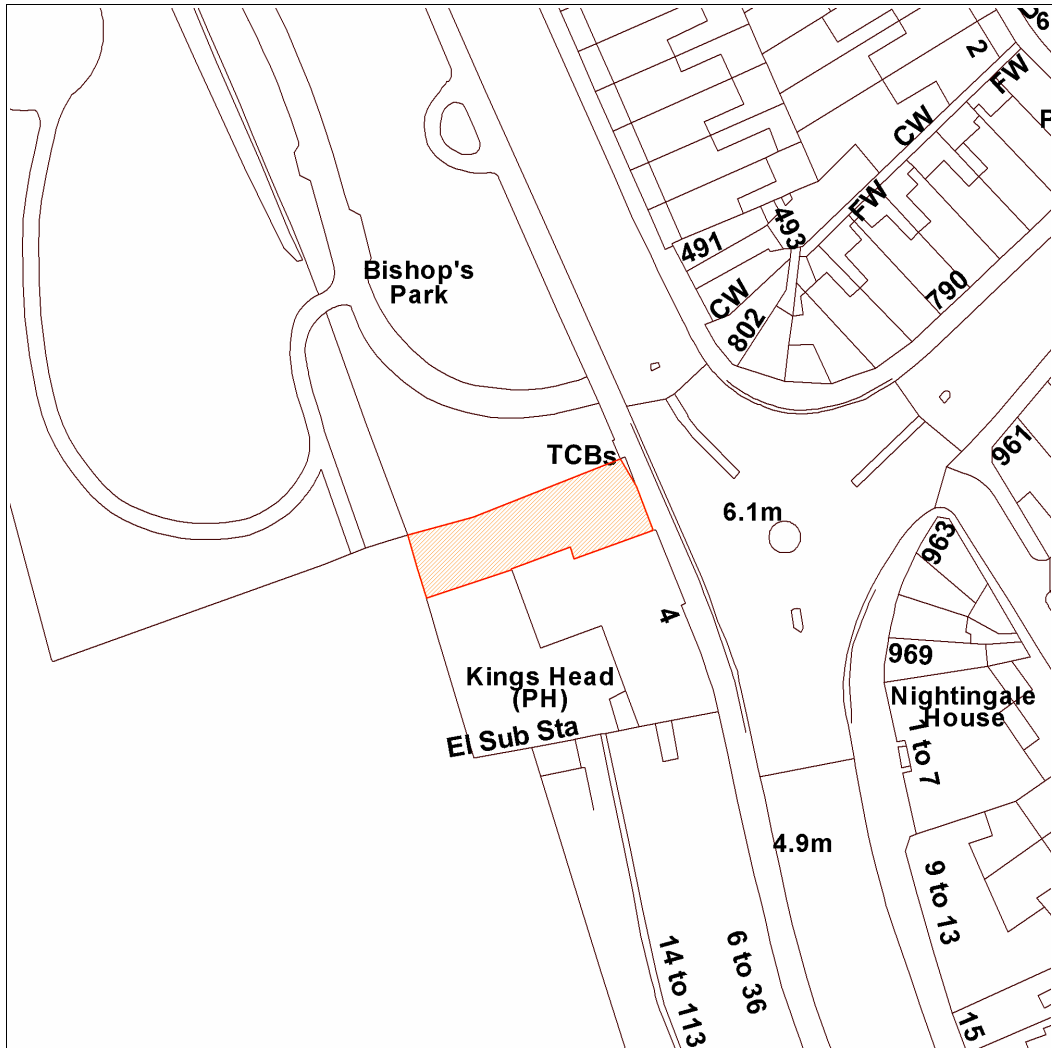 2
FW
CW
FW
491
493
CW
802
790
Bishop's
Park
961
TCBs
6.1m
963
4
969
Kings Head
(PH)
Nightingale
House
El Sub Sta
1 to 7
4.9m
9 to 13
6 to 36
14 to 113
15